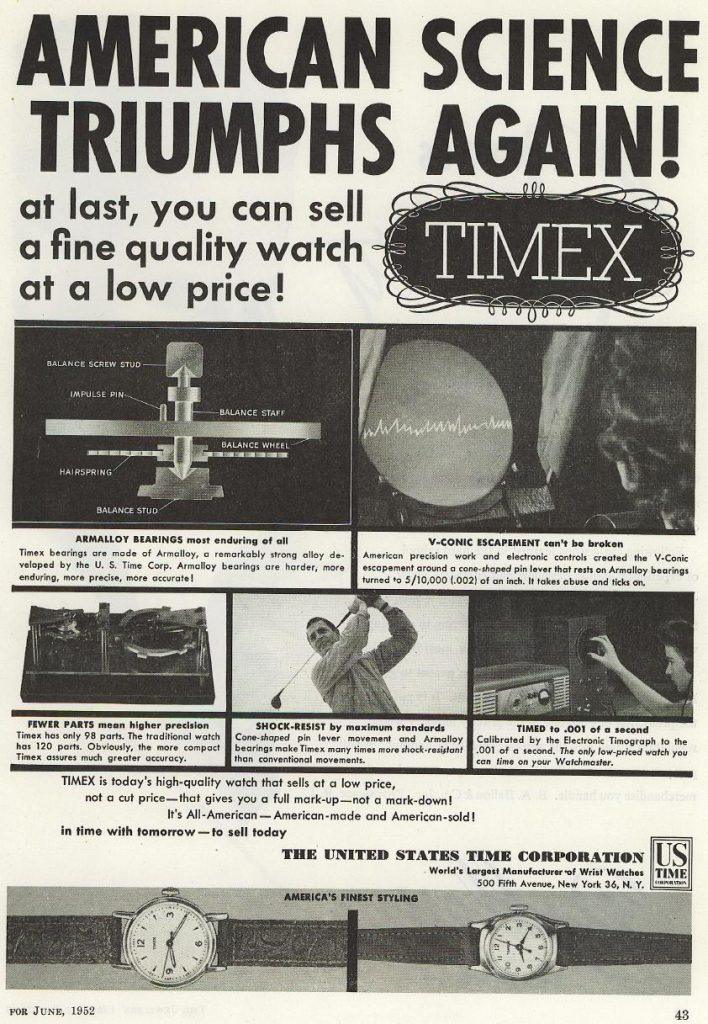 AMERICAN SCIENCE
TRIUMPHS AGAIN!
at last, you can sell
a fine quality watch
at a low price!
TIMEX
BALANCE SCREW STUD
IMPULSE PIN
BALANCE STAFF
BALANCE WHEEL
HAIRSPRING
BALANCE STUD
ARMALLOY BEARINGS most enduring of all
Timex bearings are made of Armalloy, a remarkably strong alloy de-
veloped by the U. S. Time Corp. Armalloy bearings are harder, more
enduring, more precise, more accurate!
V-CONIC ESCAPEMENT can't be broken
American precision work and electronic controls created the V-Conic
escapement around a cone-shaped pin lever that rests on Armalloy bearings
turned to 5/10,000 (.002) of an inch. It takes abuse and ticks on.
FEWER PARTS mean higher precision
Timex has only 98 parts. The traditional watch
has 120 parts. Obviously, the more compact
Timex assures much greater accuracy.
SHOCK-RESIST by maximum standards
Cone-shaped pin lever movement and Armalloy
bearings make Timex many times more shock-resistant
than conventional movements.
TIMED to .001 of a second
Calibrated by the Electronic Timograph to the
.001 of a second. The only low-priced watch you
can time on your Watchmaster.
TIMEX is today's high-quality watch that sells at a low price,
not a cut price—that gives you a full mark-up—not a mark-down!
It's All-American — American-made and American-sold!
in time with tomorrow — to sell today
THE UNITED STATES TIME CORPORATION
World's Largest Manufacturer of Wrist Watches
500 Fifth Avenue, New York 36, N. Y.
US
TIME
CORPORATION
AMERICA'S FINEST STYLING
TIMEX
TIMEX
FOR JUNE, 1952
43